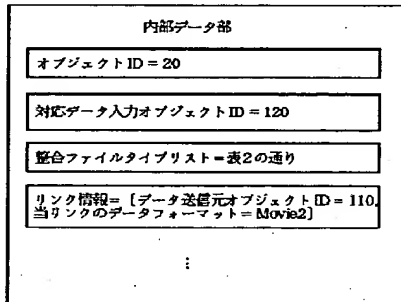 内部データ部
オブジェクトID=20
対応データ入力オブジェクトID=120
整合ファイルタイプリスト=表2の通り
リンク情報=［データ送信元オブジェクトID=110,
当リンクのデータフォーマット=Movie2］
⋮